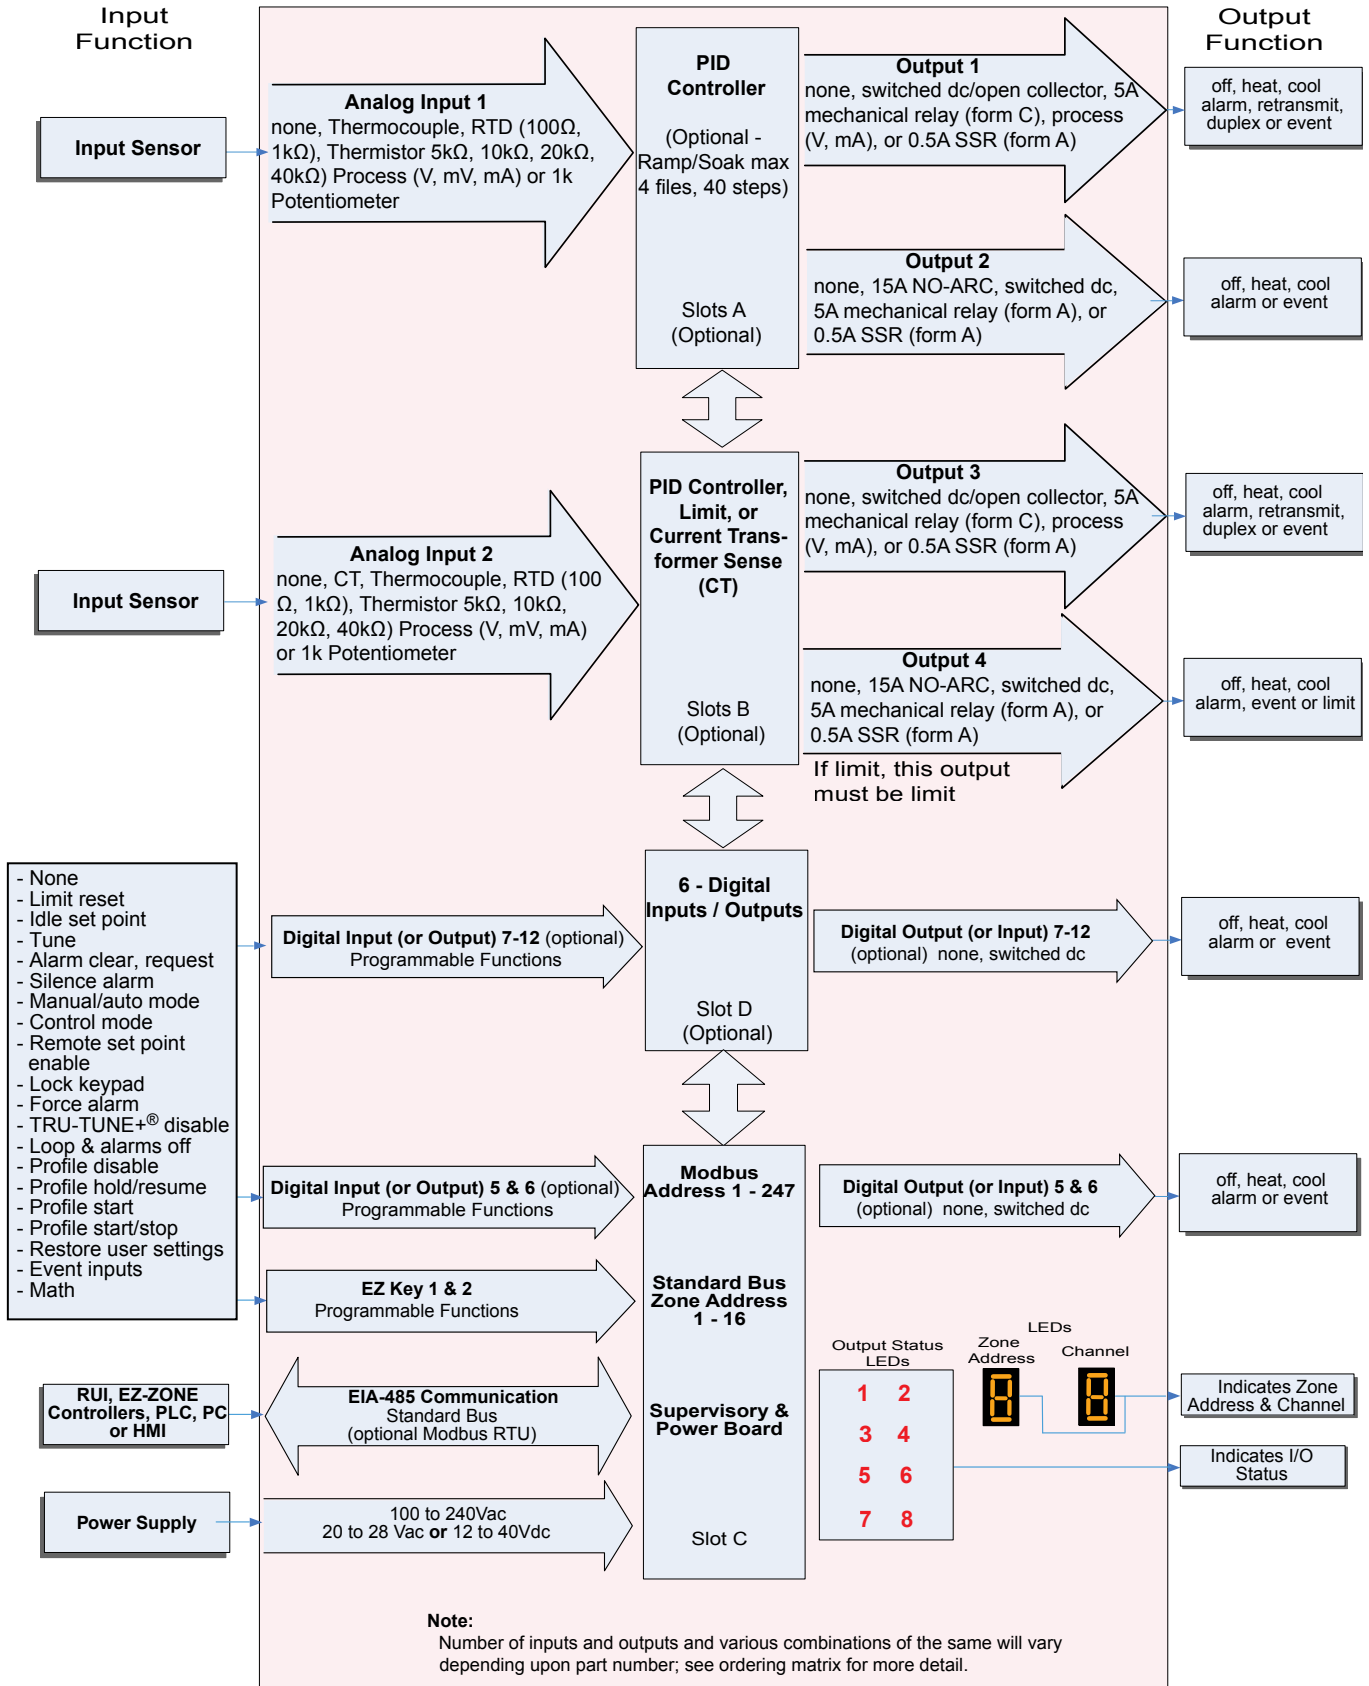 Input
Function
Output
Function
Input Sensor
Analog Input 1
none, Thermocouple, RTD (100Ω,
1kΩ), Thermistor 5kΩ, 10kΩ, 20kΩ,
40kΩ) Process (V, mV, mA) or 1k
Potentiometer
PID
Controller
(Optional -
Ramp/Soak max
4 files, 40 steps)
Slots A
(Optional)
Output 1
none, switched dc/open collector, 5A
mechanical relay (form C), process
(V, mA), or 0.5A SSR (form A)
off, heat, cool
alarm, retransmit,
duplex or event
Output 2
none, 15A NO-ARC, switched dc,
5A mechanical relay (form A), or
0.5A SSR (form A)
off, heat, cool
alarm or event
Input Sensor
Analog Input 2
none, CT, Thermocouple, RTD (100
Ω, 1kΩ), Thermistor 5kΩ, 10kΩ,
20kΩ, 40kΩ) Process (V, mV, mA)
or 1k Potentiometer
PID Controller,
Limit, or
Current Trans-
former Sense
(CT)
Slots B
(Optional)
Output 3
none, switched dc/open collector, 5A
mechanical relay (form C), process
(V, mA), or 0.5A SSR (form A)
off, heat, cool
alarm, retransmit,
duplex or event
Output 4
none, 15A NO-ARC, switched dc,
5A mechanical relay (form A), or
0.5A SSR (form A)
If limit, this output
must be limit
off, heat, cool
alarm, event or limit
- None
- Limit reset
- Idle set point
- Tune
- Alarm clear, request
- Silence alarm
- Manual/auto mode
- Control mode
- Remote set point
enable
- Lock keypad
- Force alarm
- TRU-TUNE+® disable
- Loop & alarms off
- Profile disable
- Profile hold/resume
- Profile start
- Profile start/stop
- Restore user settings
- Event inputs
- Math
Digital Input (or Output) 7-12 (optional)
Programmable Functions
6 - Digital
Inputs / Outputs
Slot D
(Optional)
Digital Output (or Input) 7-12
(optional) none, switched dc
off, heat, cool
alarm or event
Digital Input (or Output) 5 & 6 (optional)
Programmable Functions
Modbus
Address 1 - 247
Digital Output (or Input) 5 & 6
(optional) none, switched dc
off, heat, cool
alarm or event
EZ Key 1 & 2
Programmable Functions
Standard Bus
Zone Address
1 - 16
RUI, EZ-ZONE
Controllers, PLC, PC
or HMI
EIA-485 Communication
Standard Bus
(optional Modbus RTU)
Supervisory &
Power Board
Output Status
LEDs
1 2
3 4
5 6
7 8
LEDs
Zone
Address
Channel
8 8
Indicates Zone
Address & Channel
Indicates I/O
Status
Power Supply
100 to 240Vac
20 to 28 Vac or 12 to 40Vdc
Slot C
Note:
Number of inputs and outputs and various combinations of the same will vary
depending upon part number; see ordering matrix for more detail.